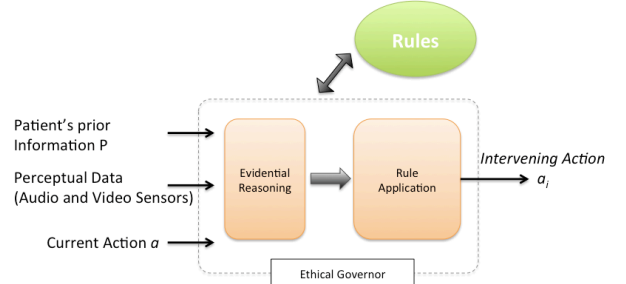 Rules
Patient's prior
Information P
Perceptual Data
(Audio and Video Sensors)
Current Action a
Evidential
Reasoning
Rule
Application
Intervening Action
aᵢ
Ethical Governor